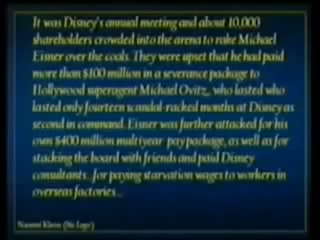 It was Disney's annual meeting and about 10,000
shareholders crowded into the arena to rake Michael
Eisner over the coals. They were upset that he had paid
more than $100 million in a severance package to
Hollywood superagent Michael Ovitz, who lasted who
lasted only fourteen scandal-racked months at Disney as
second in command. Eisner was further attacked for his
own $400 million multiyear pay package, as well as for
stacking the board with friends and paid Disney
consultants...for paying starvation wages to workers in
overseas factories...
Naomi Klein (No Logo)